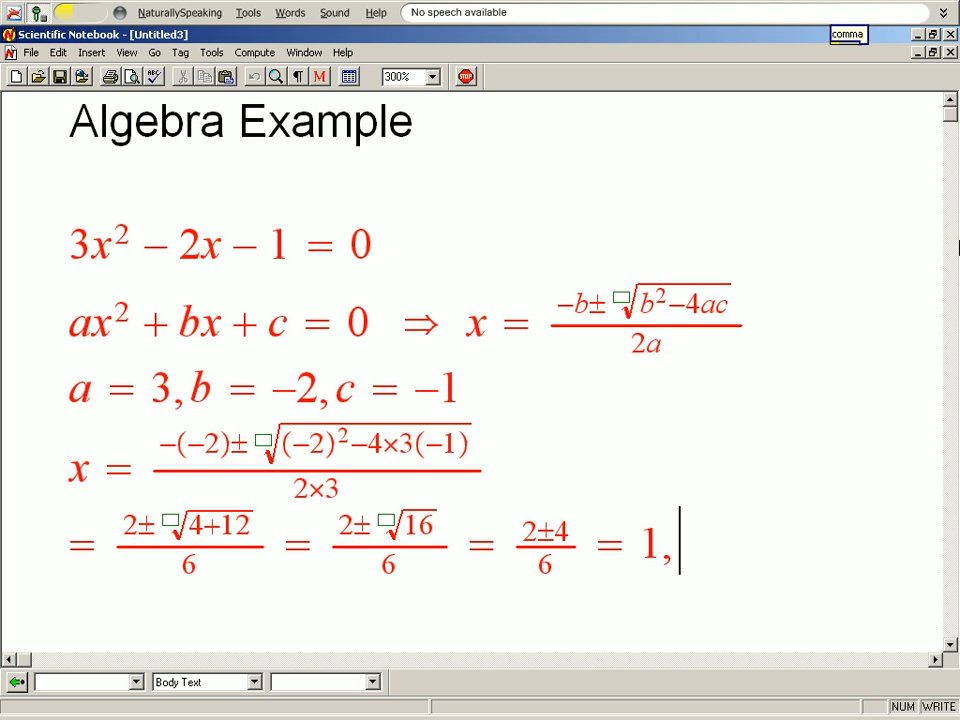 NaturallySpeaking Tools Words Sound Help No speech available
Scientific Notebook - [Untitled3] comma
File Edit Insert View Go Tag Tools Compute Window Help
ABC ¶ M 300% STOP
Algebra Example
3x² − 2x − 1 = 0
ax² + bx + c = 0 ⇒ x = (−b±√(b²−4ac))/(2a)
a = 3, b = −2, c = −1
x = (−(−2)±√((−2)²−4×3(−1)))/(2×3)
= (2±√(4+12))/6 = (2±√16)/6 = (2±4)/6 = 1,
Body Text
NUM WRITE